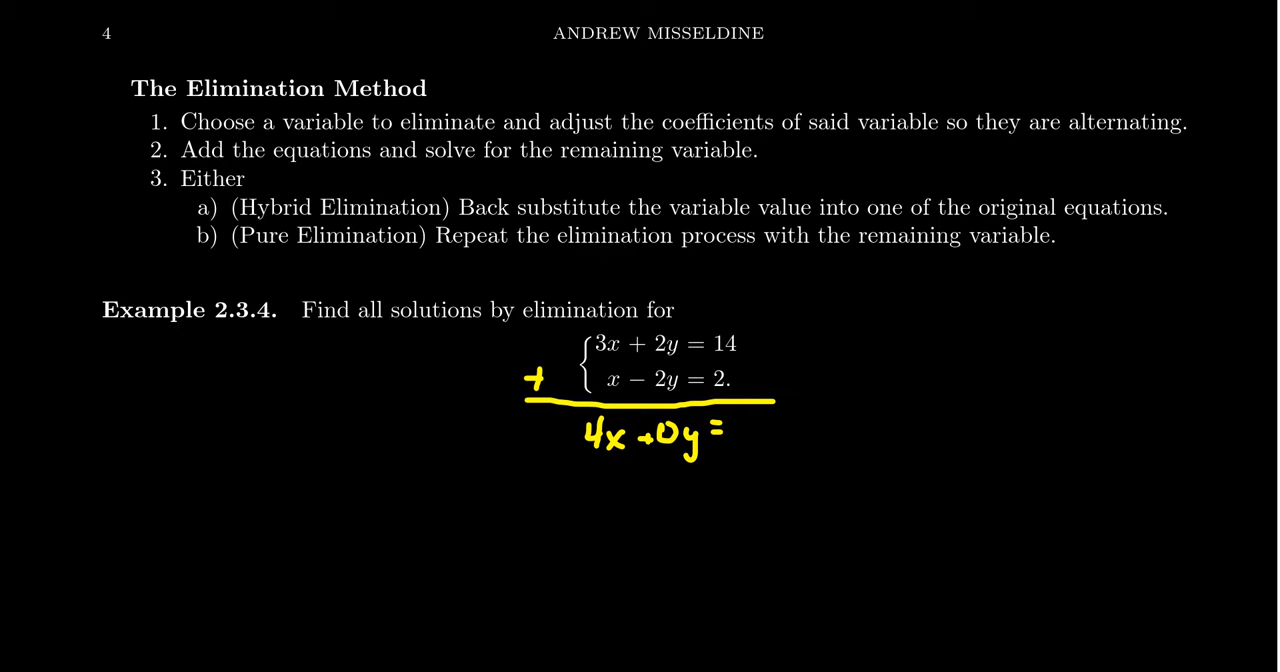 4
ANDREW MISSELDINE
The Elimination Method
1. Choose a variable to eliminate and adjust the coefficients of said variable so they are alternating.
2. Add the equations and solve for the remaining variable.
3. Either
a) (Hybrid Elimination) Back substitute the variable value into one of the original equations.
b) (Pure Elimination) Repeat the elimination process with the remaining variable.
Example 2.3.4. Find all solutions by elimination for
3x + 2y = 14
+ x − 2y = 2.
4x +0y =